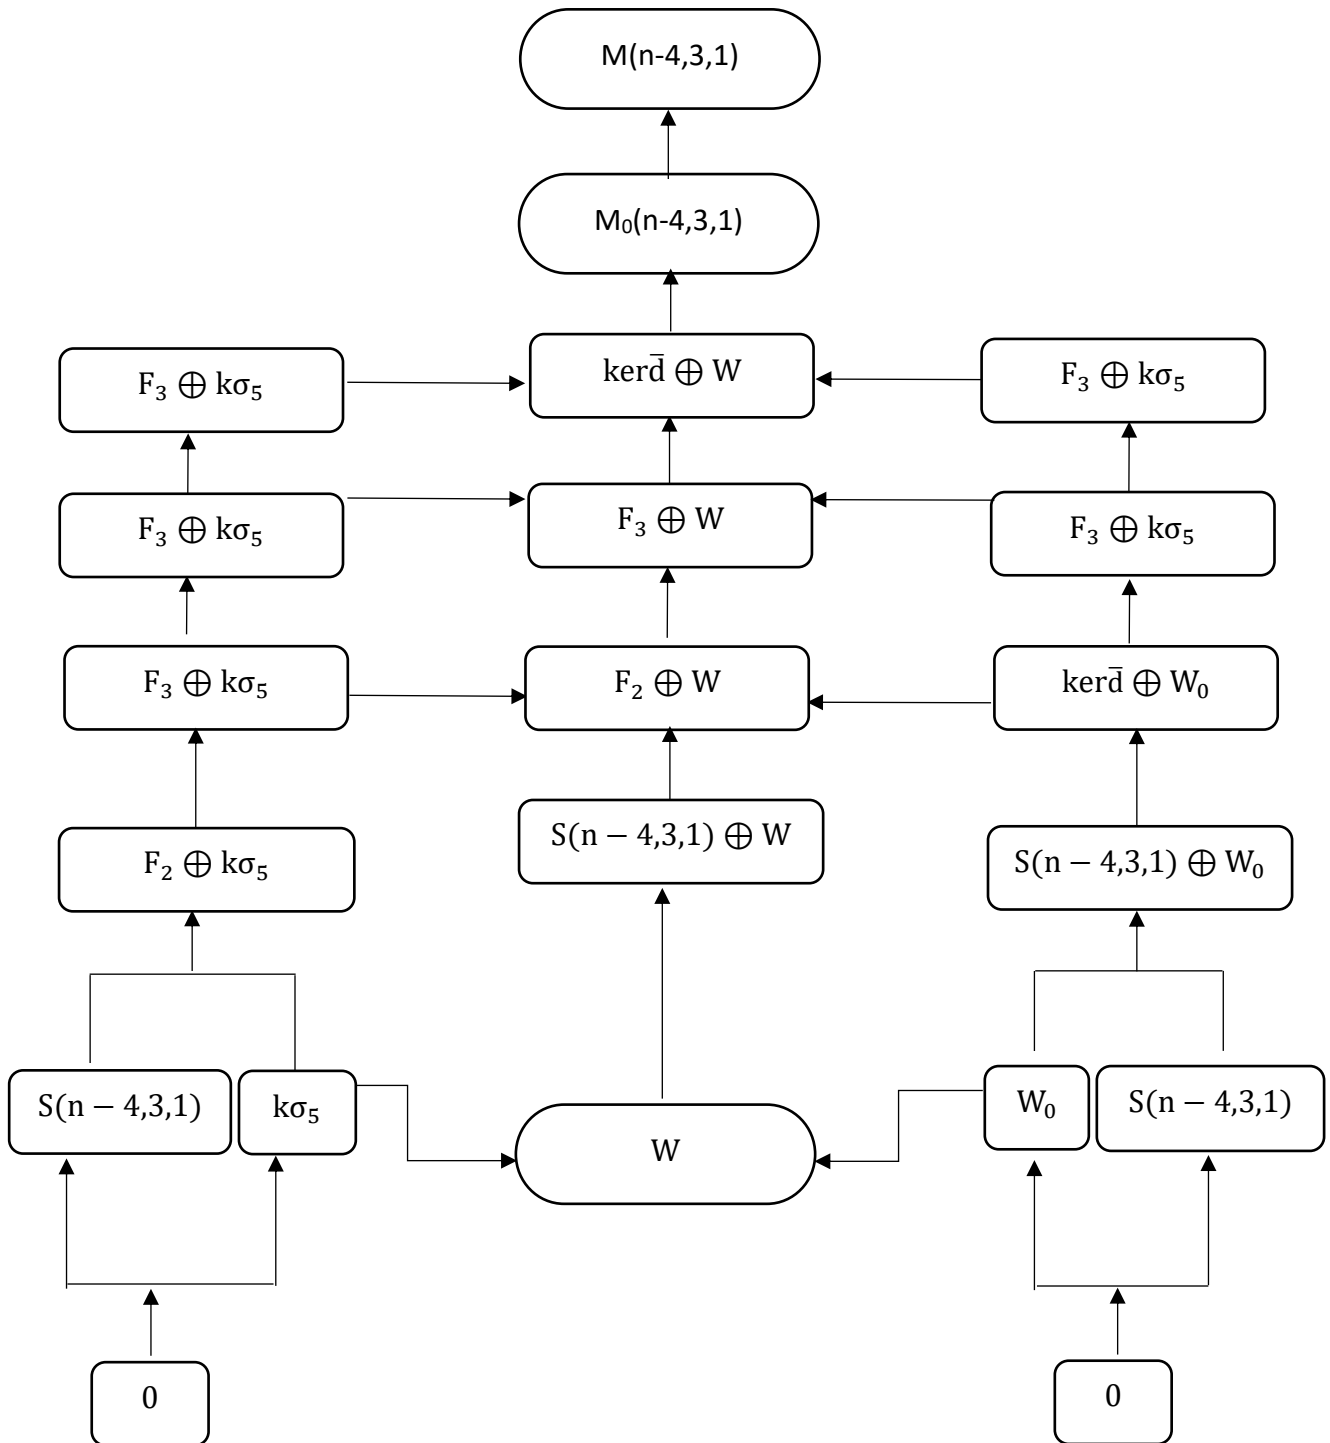 M(n-4,3,1)
M₀(n-4,3,1)
F₃ ⊕ kσ₅
kerd̄ ⊕ W
F₃ ⊕ kσ₅
F₃ ⊕ kσ₅
F₃ ⊕ W
F₃ ⊕ kσ₅
F₃ ⊕ kσ₅
F₂ ⊕ W
kerd̄ ⊕ W₀
F₂ ⊕ kσ₅
S(n − 4,3,1) ⊕ W
S(n − 4,3,1) ⊕ W₀
S(n − 4,3,1)
kσ₅
W
W₀
S(n − 4,3,1)
0
0